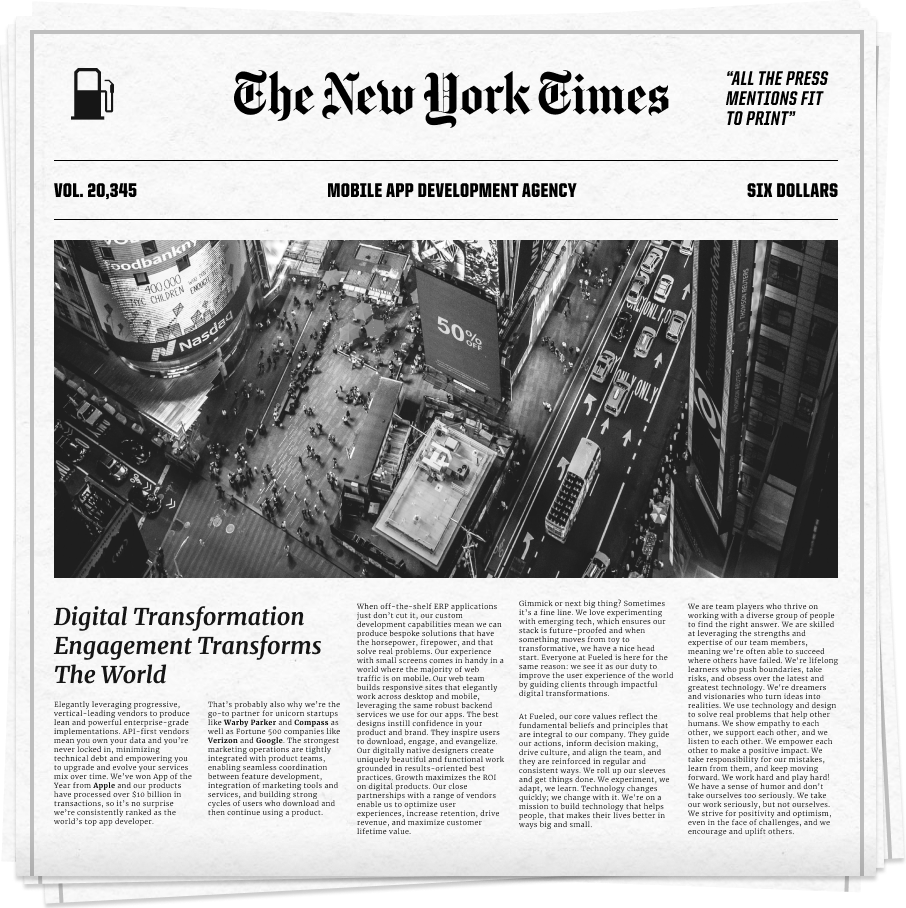 The New York Times
“ALL THE PRESS
MENTIONS FIT
TO PRINT”
VOL. 20,345
MOBILE APP DEVELOPMENT AGENCY
SIX DOLLARS
foodbankny
400,000
CHILDREN
ENOUGH
Nasdaq
50%
OFF
ONLY
ONLY ONLY
Digital Transformation
Engagement Transforms
The World
Elegantly leveraging progressive,
vertical-leading vendors to produce
lean and powerful enterprise-grade
implementations. API-first vendors
mean you own your data and you’re
never locked in, minimizing
technical debt and empowering you
to upgrade and evolve your services
mix over time. We’ve won App of the
Year from Apple and our products
have processed over $10 billion in
transactions, so it’s no surprise
we’re consistently ranked as the
world’s top app developer.
That’s probably also why we’re the
go-to partner for unicorn startups
like Warby Parker and Compass as
well as Fortune 500 companies like
Verizon and Google. The strongest
marketing operations are tightly
integrated with product teams,
enabling seamless coordination
between feature development,
integration of marketing tools and
services, and building strong
cycles of users who download and
then continue using a product.
When off-the-shelf ERP applications
just don’t cut it, our custom
development capabilities mean we can
produce bespoke solutions that have
the horsepower, firepower, and that
solve real problems. Our experience
with small screens comes in handy in a
world where the majority of web
traffic is on mobile. Our web team
builds responsive sites that elegantly
work across desktop and mobile,
leveraging the same robust backend
services we use for our apps. The best
designs instill confidence in your
product and brand. They inspire users
to download, engage, and evangelize.
Our digitally native designers create
uniquely beautiful and functional work
grounded in results-oriented best
practices. Growth maximizes the ROI
on digital products. Our close
partnerships with a range of vendors
enable us to optimize user
experiences, increase retention, drive
revenue, and maximize customer
lifetime value.
Gimmick or next big thing? Sometimes
it’s a fine line. We love experimenting
with emerging tech, which ensures our
stack is future-proofed and when
something moves from toy to
transformative, we have a nice head
start. Everyone at Fueled is here for the
same reason: we see it as our duty to
improve the user experience of the world
by guiding clients through impactful
digital transformations.
At Fueled, our core values reflect the
fundamental beliefs and principles that
are integral to our company. They guide
our actions, inform decision making,
drive culture, and align the team, and
they are reinforced in regular and
consistent ways. We roll up our sleeves
and get things done. We experiment, we
adapt, we learn. Technology changes
quickly; we change with it. We’re on a
mission to build technology that helps
people, that makes their lives better in
ways big and small.
We are team players who thrive on
working with a diverse group of people
to find the right answer. We are skilled
at leveraging the strengths and
expertise of our team members,
meaning we’re often able to succeed
where others have failed. We’re lifelong
learners who push boundaries, take
risks, and obsess over the latest and
greatest technology. We’re dreamers
and visionaries who turn ideas into
realities. We use technology and design
to solve real problems that help other
humans. We show empathy to each
other, we support each other, and we
listen to each other. We empower each
other to make a positive impact. We
take responsibility for our mistakes,
learn from them, and keep moving
forward. We work hard and play hard!
We have a sense of humor and don’t
take ourselves too seriously. We take
our work seriously, but not ourselves.
We strive for positivity and optimism,
even in the face of challenges, and we
encourage and uplift others.